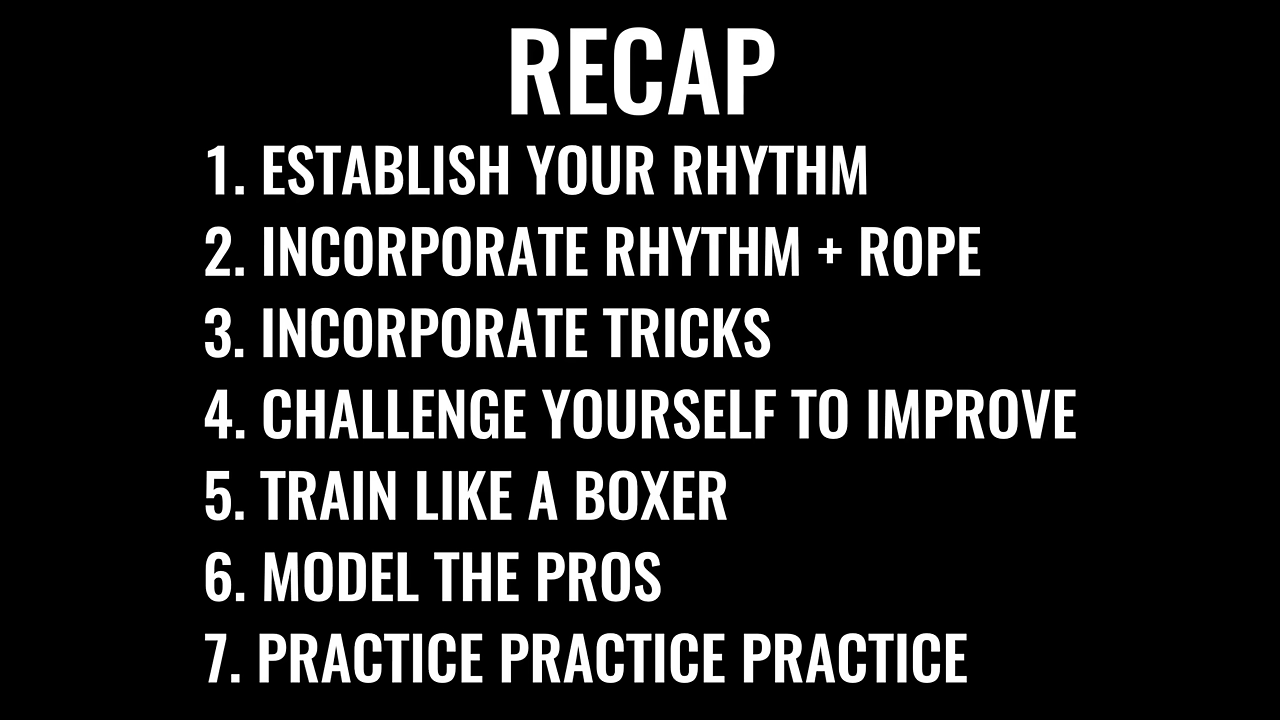 RECAP
1. ESTABLISH YOUR RHYTHM
2. INCORPORATE RHYTHM + ROPE
3. INCORPORATE TRICKS
4. CHALLENGE YOURSELF TO IMPROVE
5. TRAIN LIKE A BOXER
6. MODEL THE PROS
7. PRACTICE PRACTICE PRACTICE